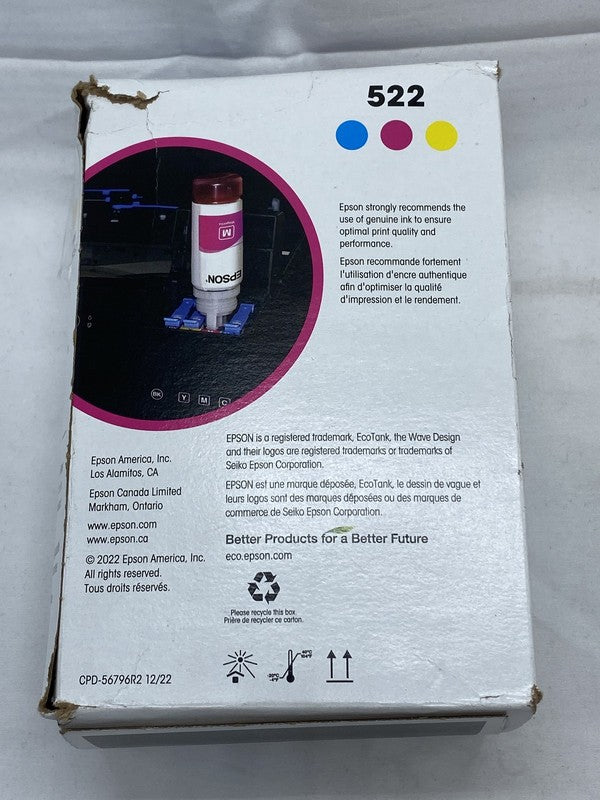 522
Epson strongly recommends the
use of genuine ink to ensure
optimal print quality and
performance.
Epson recommande fortement
l'utilisation d'encre authentique
afin d'optimiser la qualité
d'impression et le rendement.
M
EPSON
BK
Y
M
C
Epson America, Inc.
Los Alamitos, CA
Epson Canada Limited
Markham, Ontario
www.epson.com
www.epson.ca
© 2022 Epson America, Inc.
All rights reserved.
Tous droits réservés.
EPSON is a registered trademark, EcoTank, the Wave Design
and their logos are registered trademarks or trademarks of
Seiko Epson Corporation.
EPSON est une marque déposée, EcoTank, le dessin de vague et
leurs logos sont des marques déposées ou des marques de
commerce de Seiko Epson Corporation.
Better Products for a Better Future
eco.epson.com
Please recycle this box.
Prière de recycler ce carton.
-20°C
-4°F
40°C
104°F
CPD-56796R2 12/22